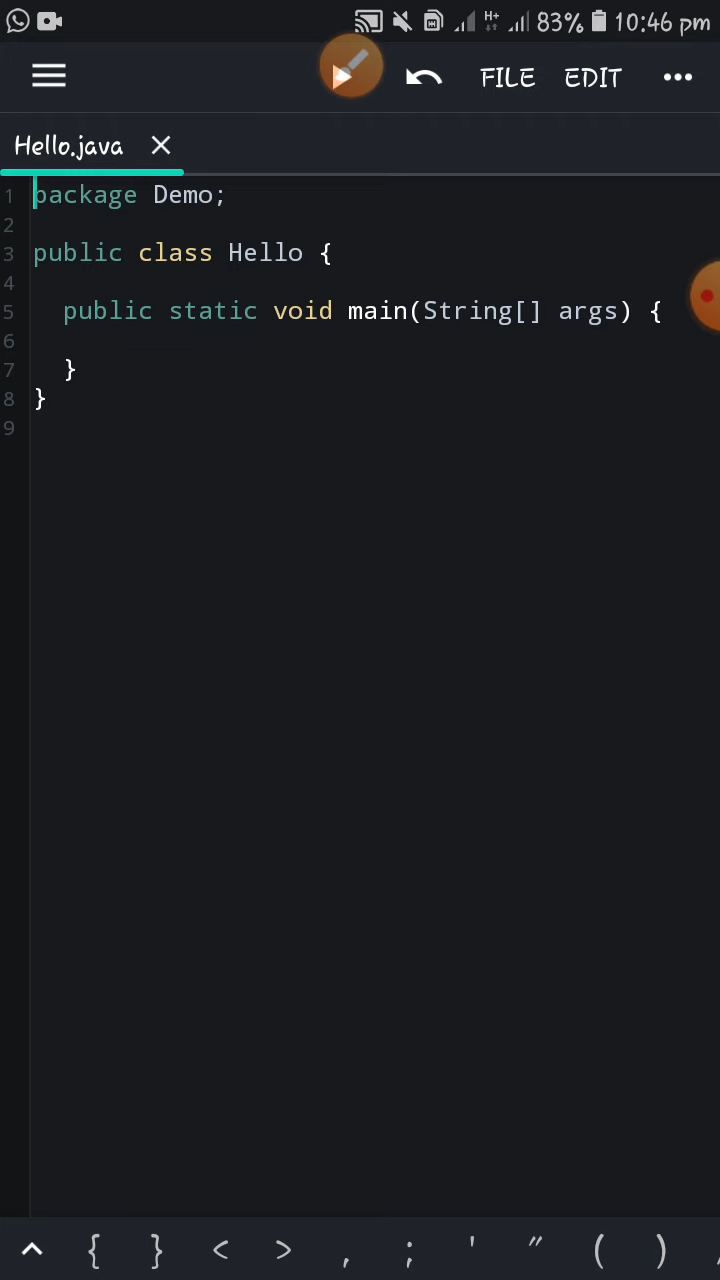 H+ 83% 10:46 pm
FILE EDIT
Hello.java
1 package Demo;
2
3 public class Hello {
4
5 public static void main(String[] args) {
6
7 }
8 }
9
{ } < > , ; ' " ( )